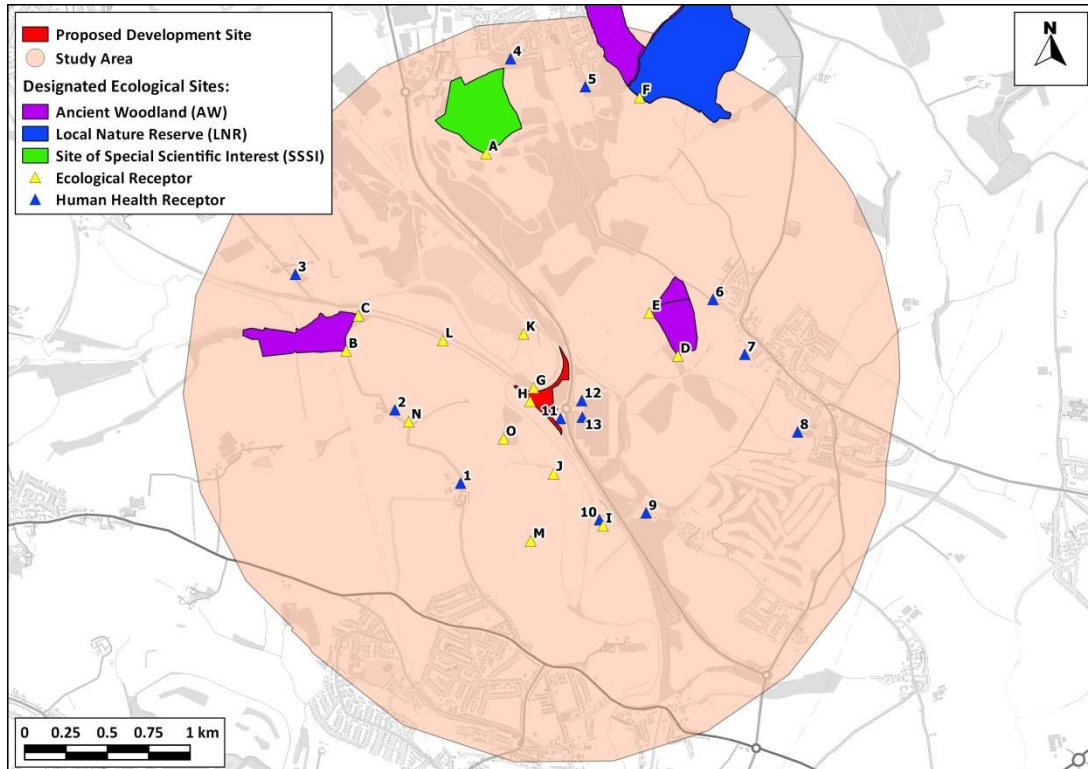 Proposed Development Site
Study Area
Designated Ecological Sites:
Ancient Woodland (AW)
Local Nature Reserve (LNR)
Site of Special Scientific Interest (SSSI)
Ecological Receptor
Human Health Receptor
N
4
5
F
A
3
6
E
C
K
L
7
B
D
G
H
12
2
11
13
N
8
O
J
1
9
10
I
M
0 0.25 0.5 0.75 1 km